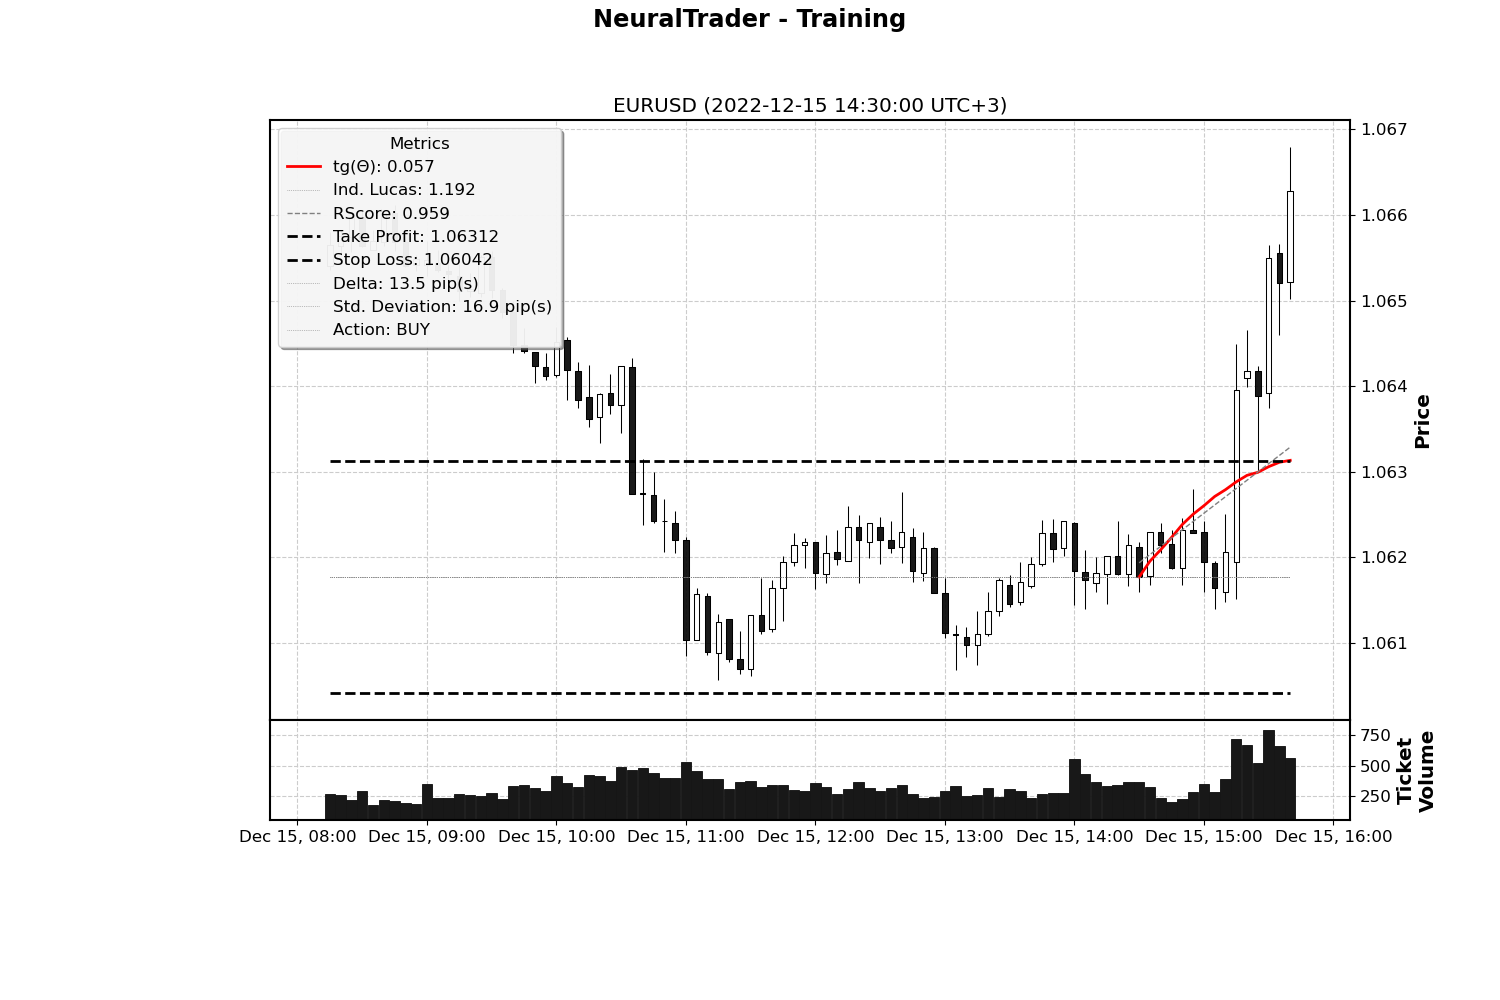 NeuralTrader - Training
EURUSD (2022-12-15 14:30:00 UTC+3)
Metrics
tg(Θ): 0.057
Ind. Lucas: 1.192
RScore: 0.959
Take Profit: 1.06312
Stop Loss: 1.06042
Delta: 13.5 pip(s)
Std. Deviation: 16.9 pip(s)
Action: BUY
1.067
1.066
1.065
1.064
1.063
1.062
1.061
Price
750
500
250
Ticket
Volume
Dec 15, 08:00 Dec 15, 09:00 Dec 15, 10:00 Dec 15, 11:00 Dec 15, 12:00 Dec 15, 13:00 Dec 15, 14:00 Dec 15, 15:00 Dec 15, 16:00